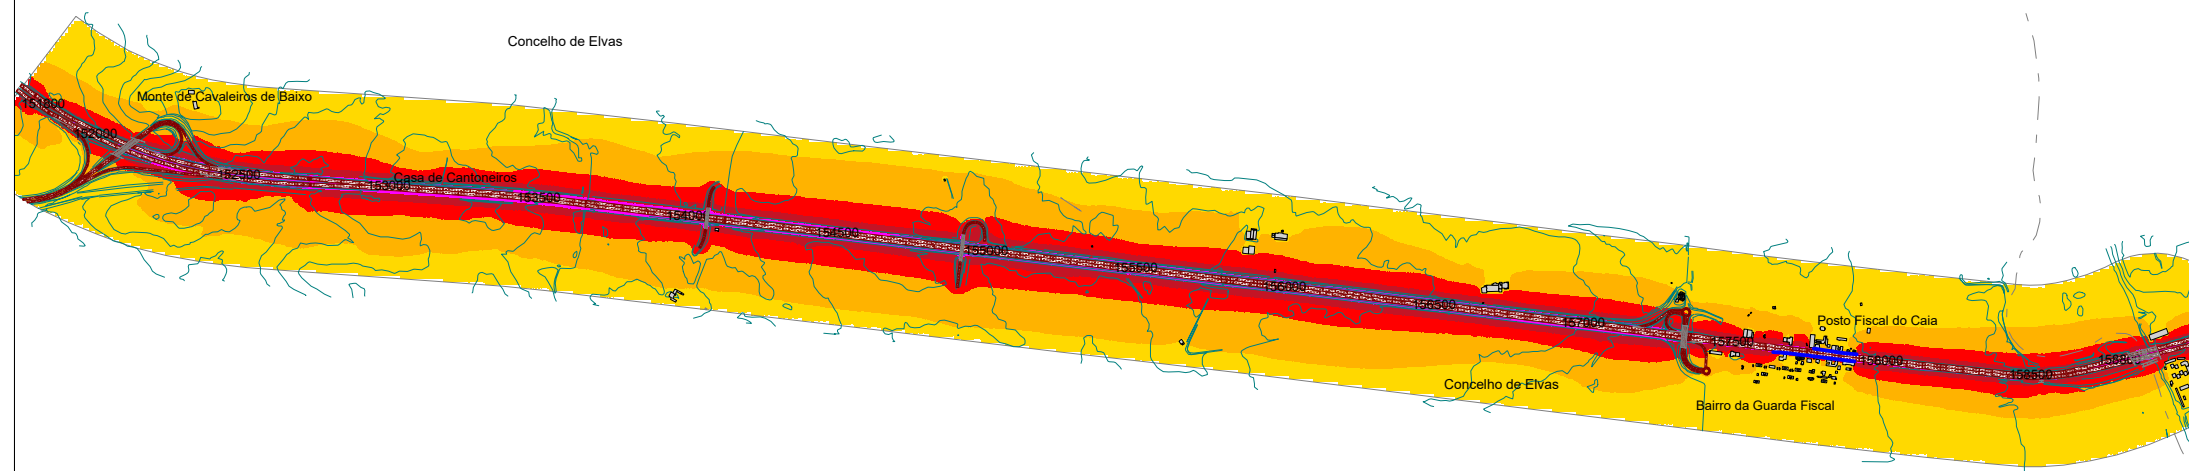 Concelho de Elvas
Monte de Cavaleiros de Baixo
151800
152000
152500
Casa de Cantoneiros
153000
153500
154000
154500
155000
155500
156000
156500
157000
Posto Fiscal do Caia
157500
158000
158500
Concelho de Elvas
Bairro da Guarda Fiscal